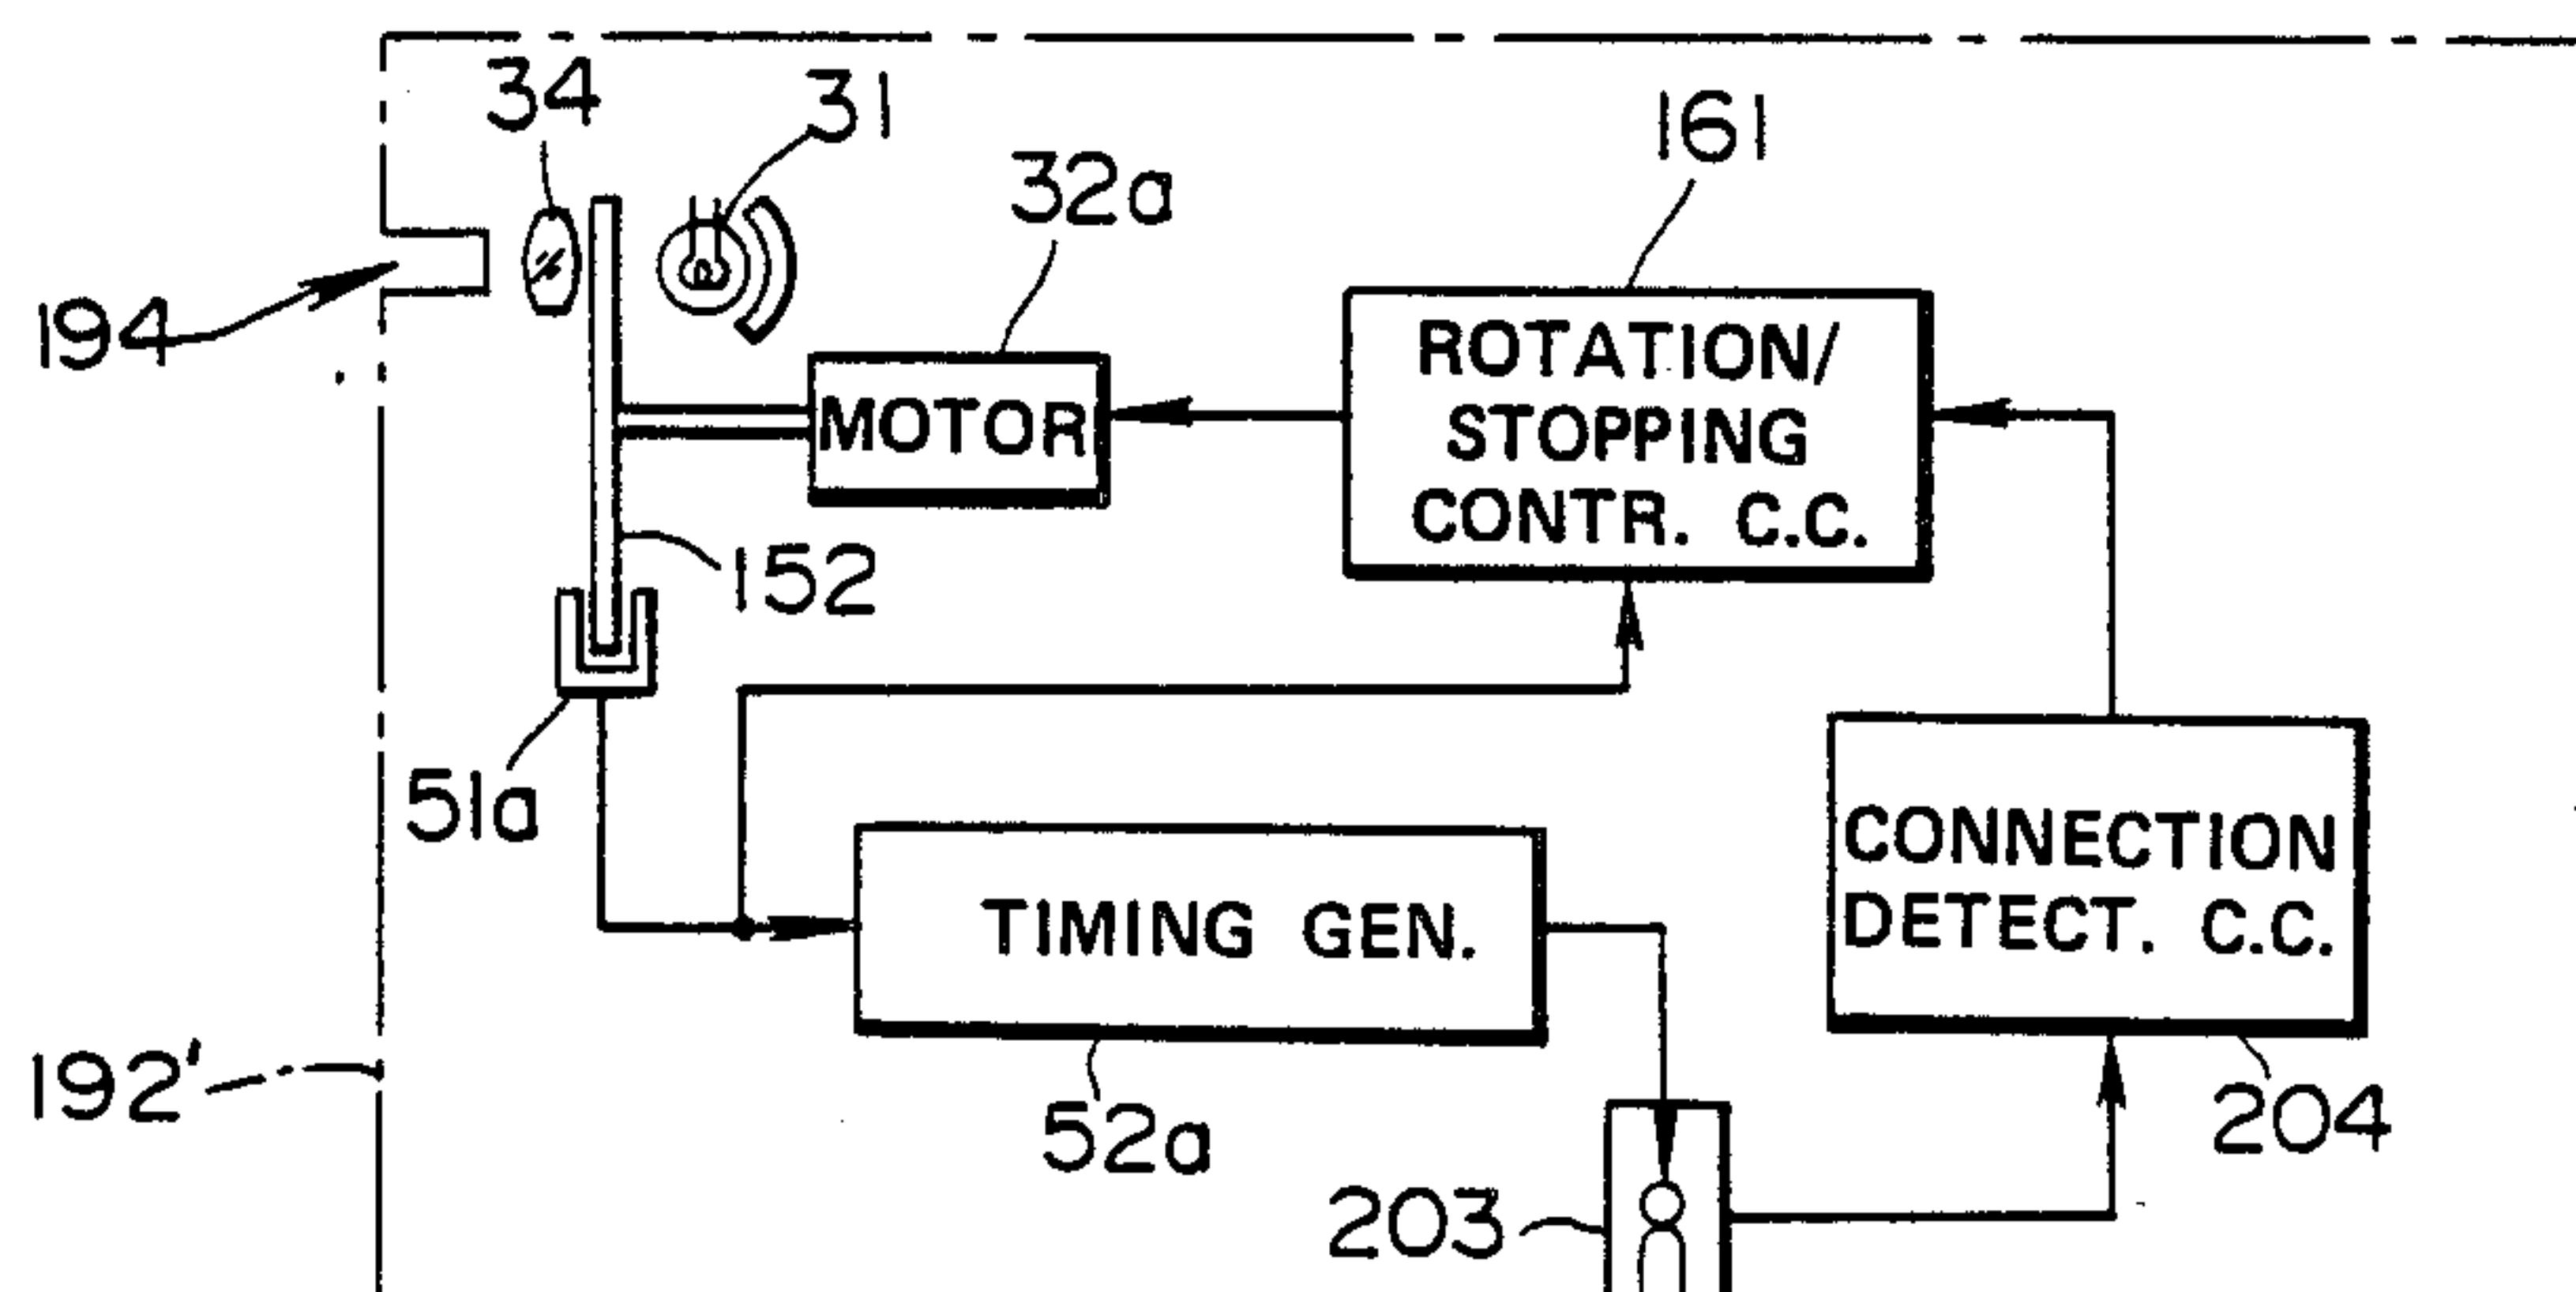 34
31
32a
161
194
ROTATION/
STOPPING
CONTR. C.C.
MOTOR
152
51a
CONNECTION
DETECT. C.C.
TIMING GEN.
192'
52a
204
203